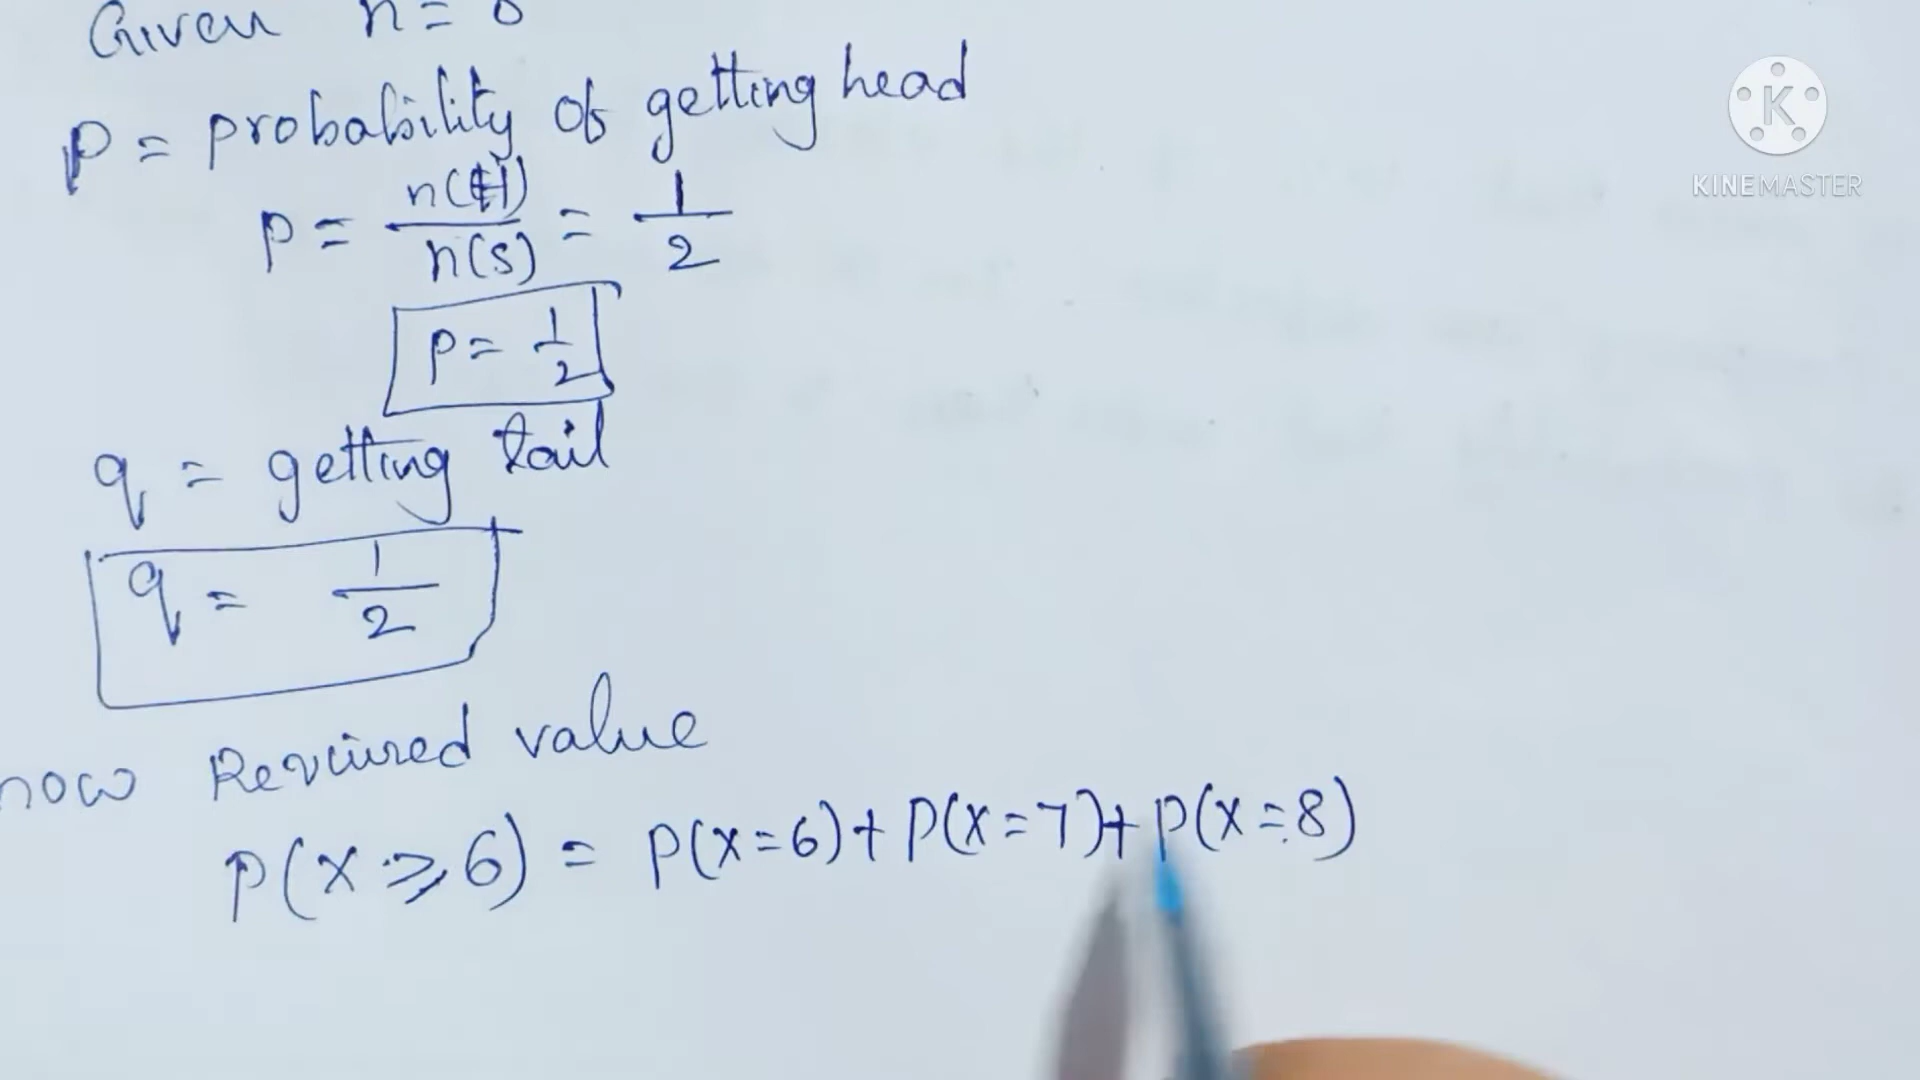 Given n = 8
P = probability of getting head
P = n(H) / n(S) = 1 / 2
P = 1 / 2
q = getting tail
q = 1 / 2
now Required value
P(x ⩾ 6) = P(x=6) + P(x=7) + P(x=8)
K
KINEMASTER